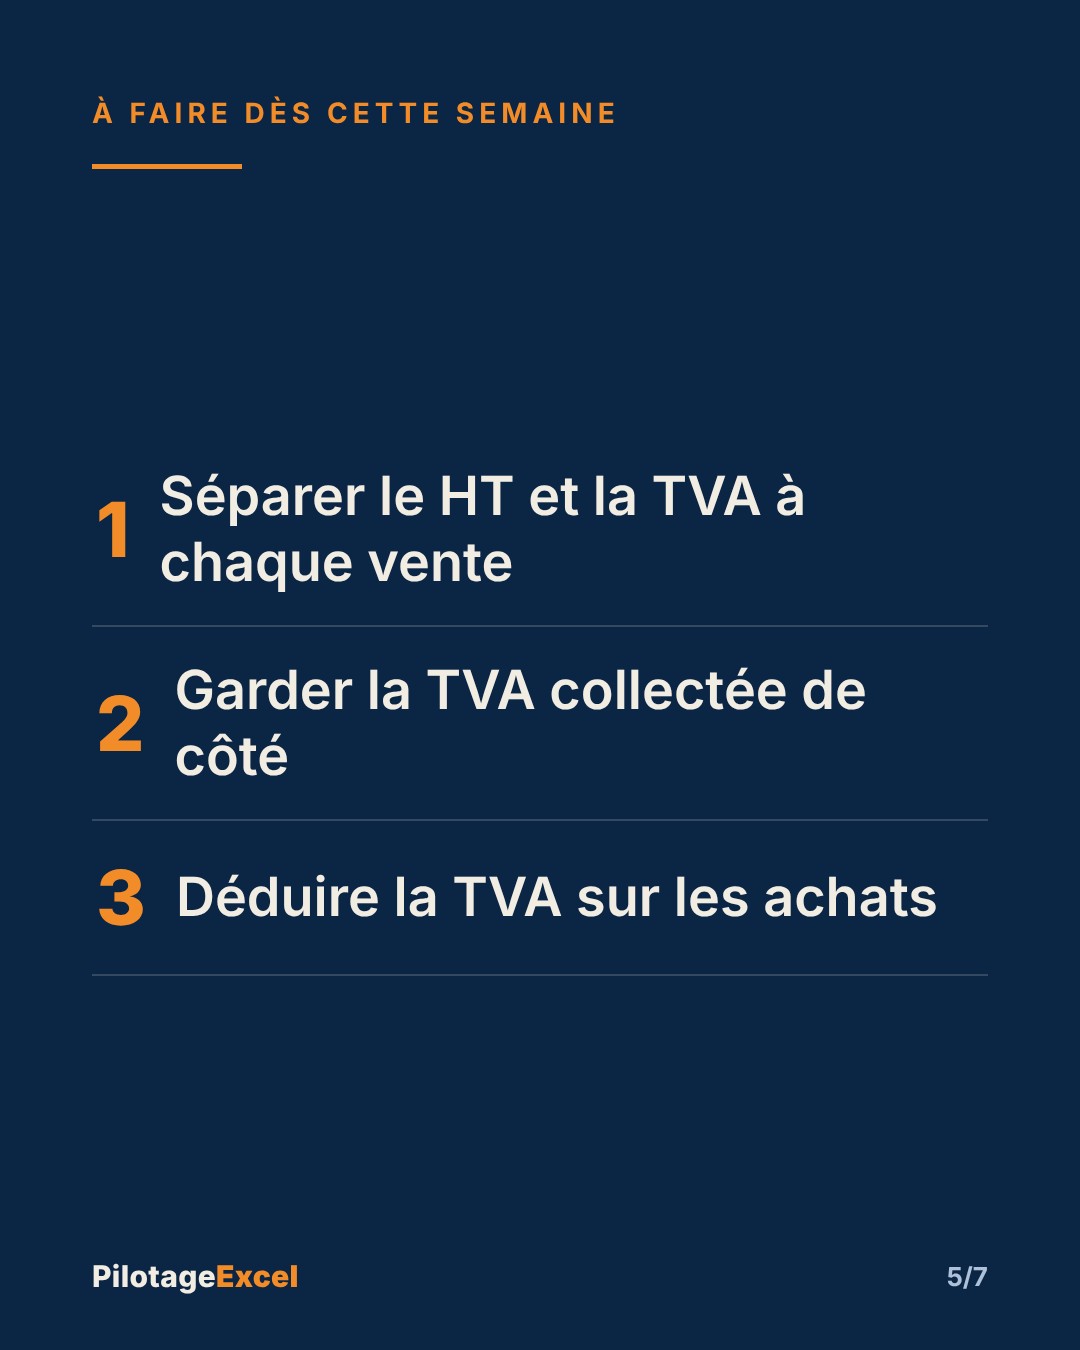 À FAIRE DÈS CETTE SEMAINE
1 Séparer le HT et la TVA à
chaque vente
2 Garder la TVA collectée de
côté
3 Déduire la TVA sur les achats
PilotageExcel
5/7